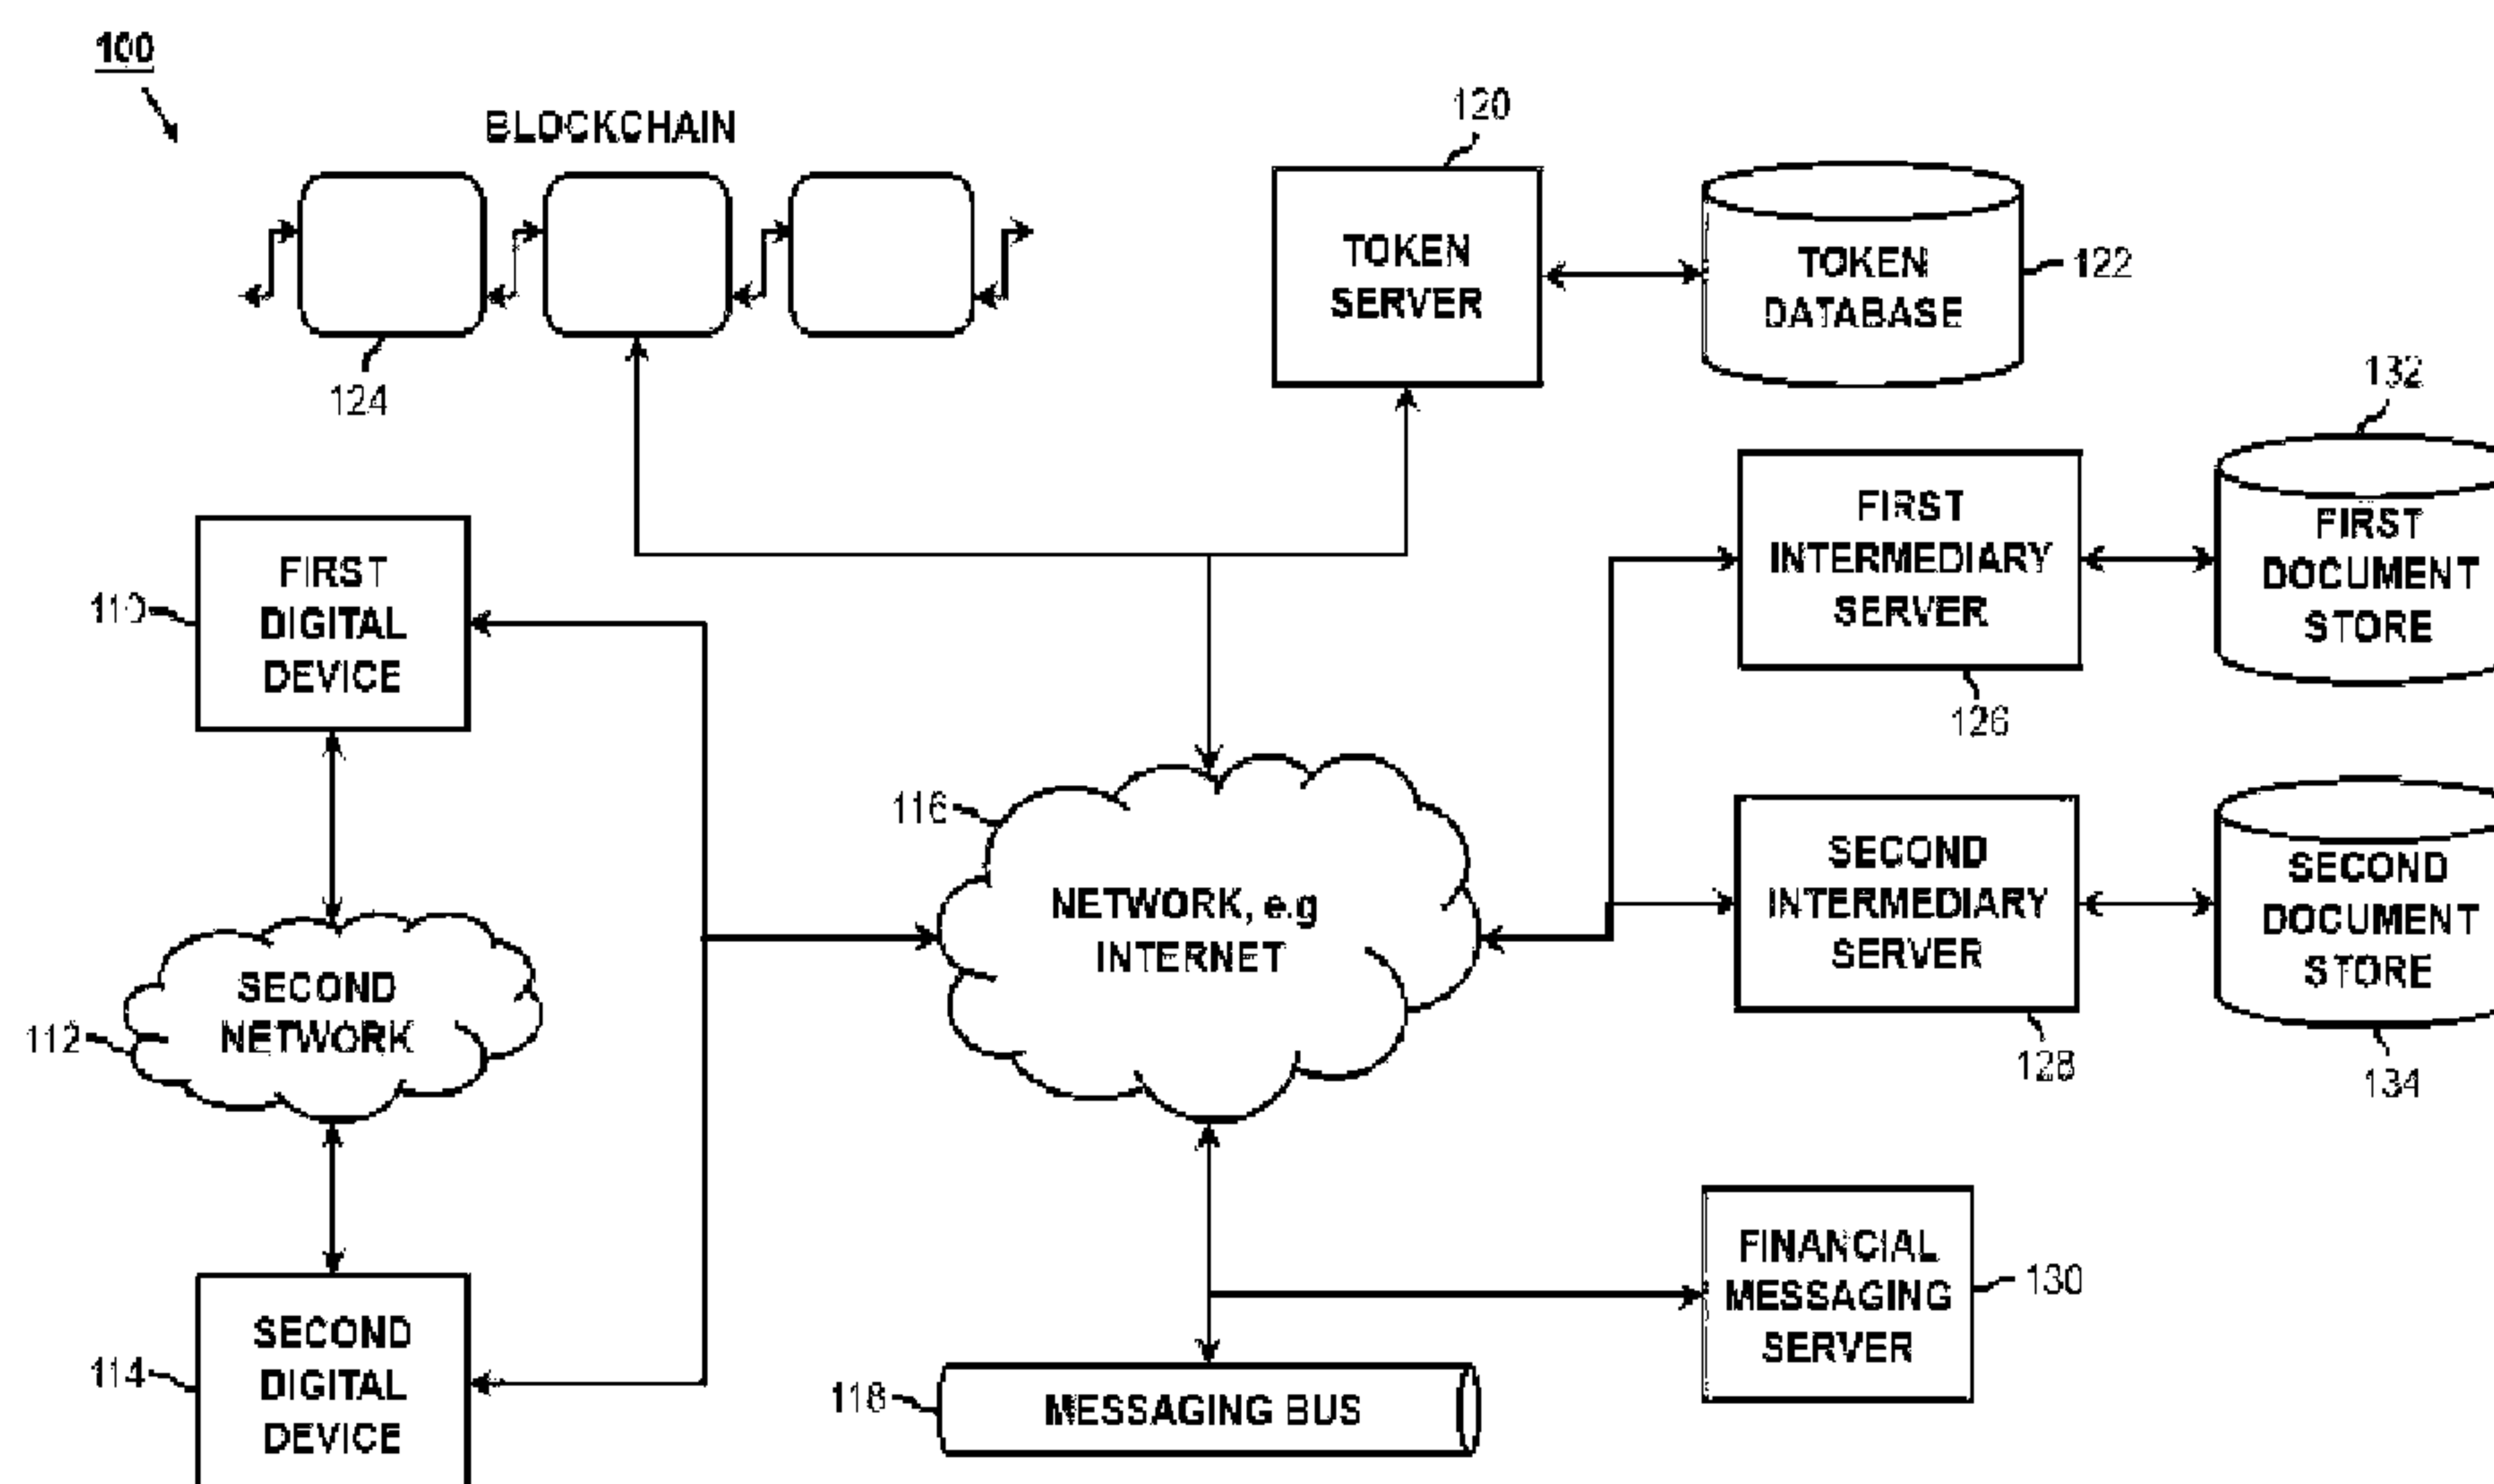 100
BLOCKCHAIN
120
TOKEN
SERVER
TOKEN
DATABASE
122
124
132
FIRST
INTERMEDIARY
SERVER
126
FIRST
DOCUMENT
STORE
110
FIRST
DIGITAL
DEVICE
116
NETWORK, e.g
INTERNET
SECOND
INTERMEDIARY
SERVER
128
SECOND
DOCUMENT
STORE
134
112
SECOND
NETWORK
FINANCIAL
MESSAGING
SERVER
130
114
SECOND
DIGITAL
DEVICE
118
MESSAGING BUS